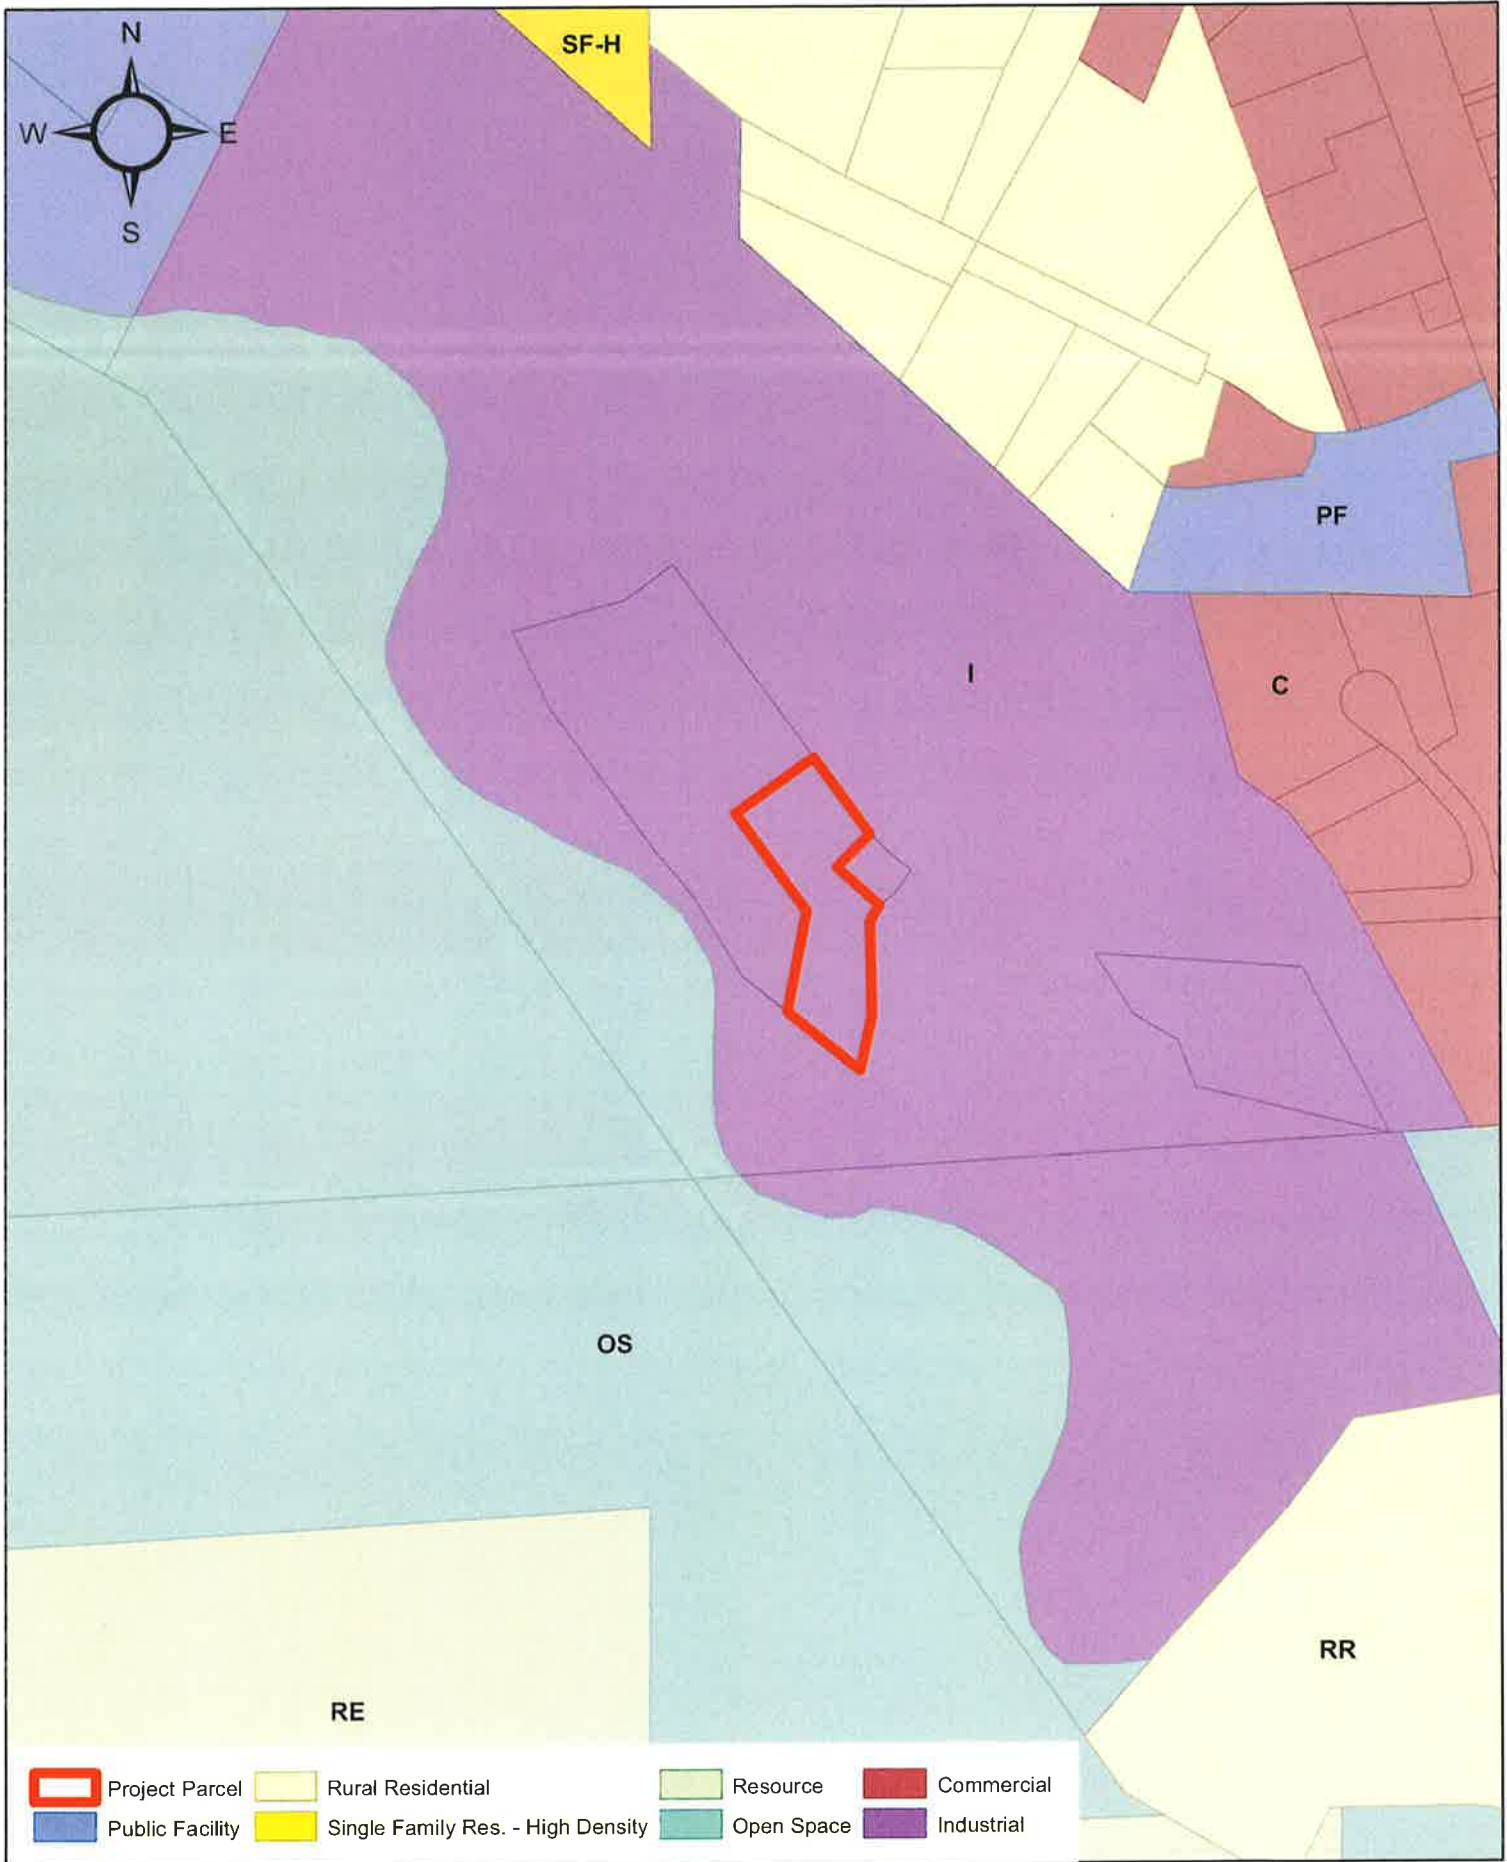 N
SF-H
W E
S
PF
I
C
OS
RR
RE
Project Parcel
Rural Residential
Resource
Commercial
Public Facility
Single Family Res. - High Density
Open Space
Industrial